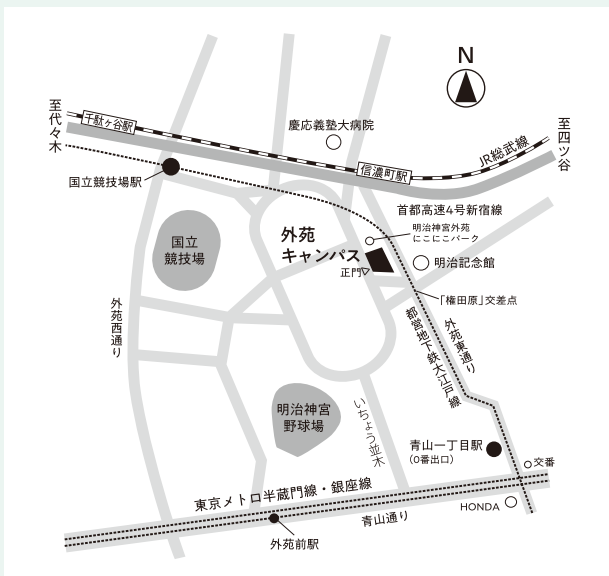 N
至代々木
千駄ヶ谷駅
慶応義塾大病院
至四ツ谷
JR総武線
信濃町駅
国立競技場駅
首都高速4号新宿線
明治神宮外苑
にこにこパーク
外苑
キャンパス
正門
明治記念館
国立
競技場
「権田原」交差点
外苑西通り
都営地下鉄大江戸線
外苑東通り
明治神宮
野球場
いちょう並木
青山一丁目駅
(0番出口)
交番
東京メトロ半蔵門線・銀座線
青山通り
HONDA
外苑前駅